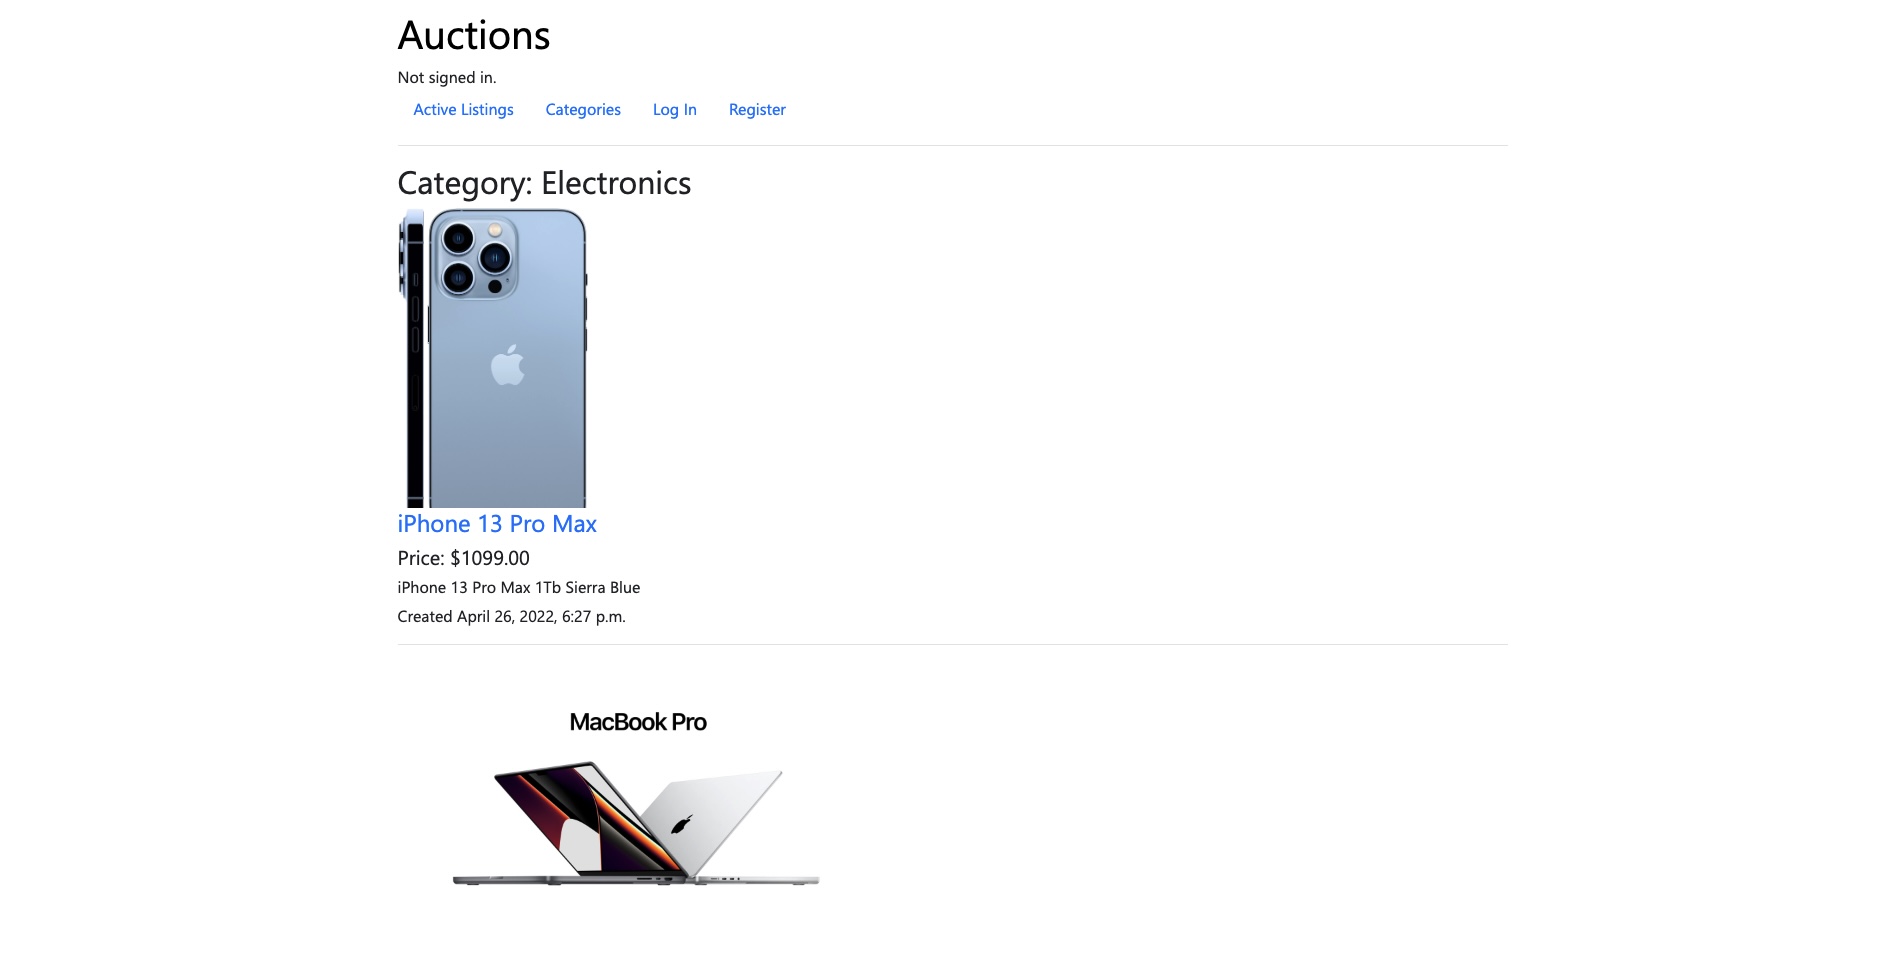 Auctions
Not signed in.
Active Listings Categories Log In Register
Category: Electronics
iPhone 13 Pro Max
Price: $1099.00
iPhone 13 Pro Max 1Tb Sierra Blue
Created April 26, 2022, 6:27 p.m.
MacBook Pro